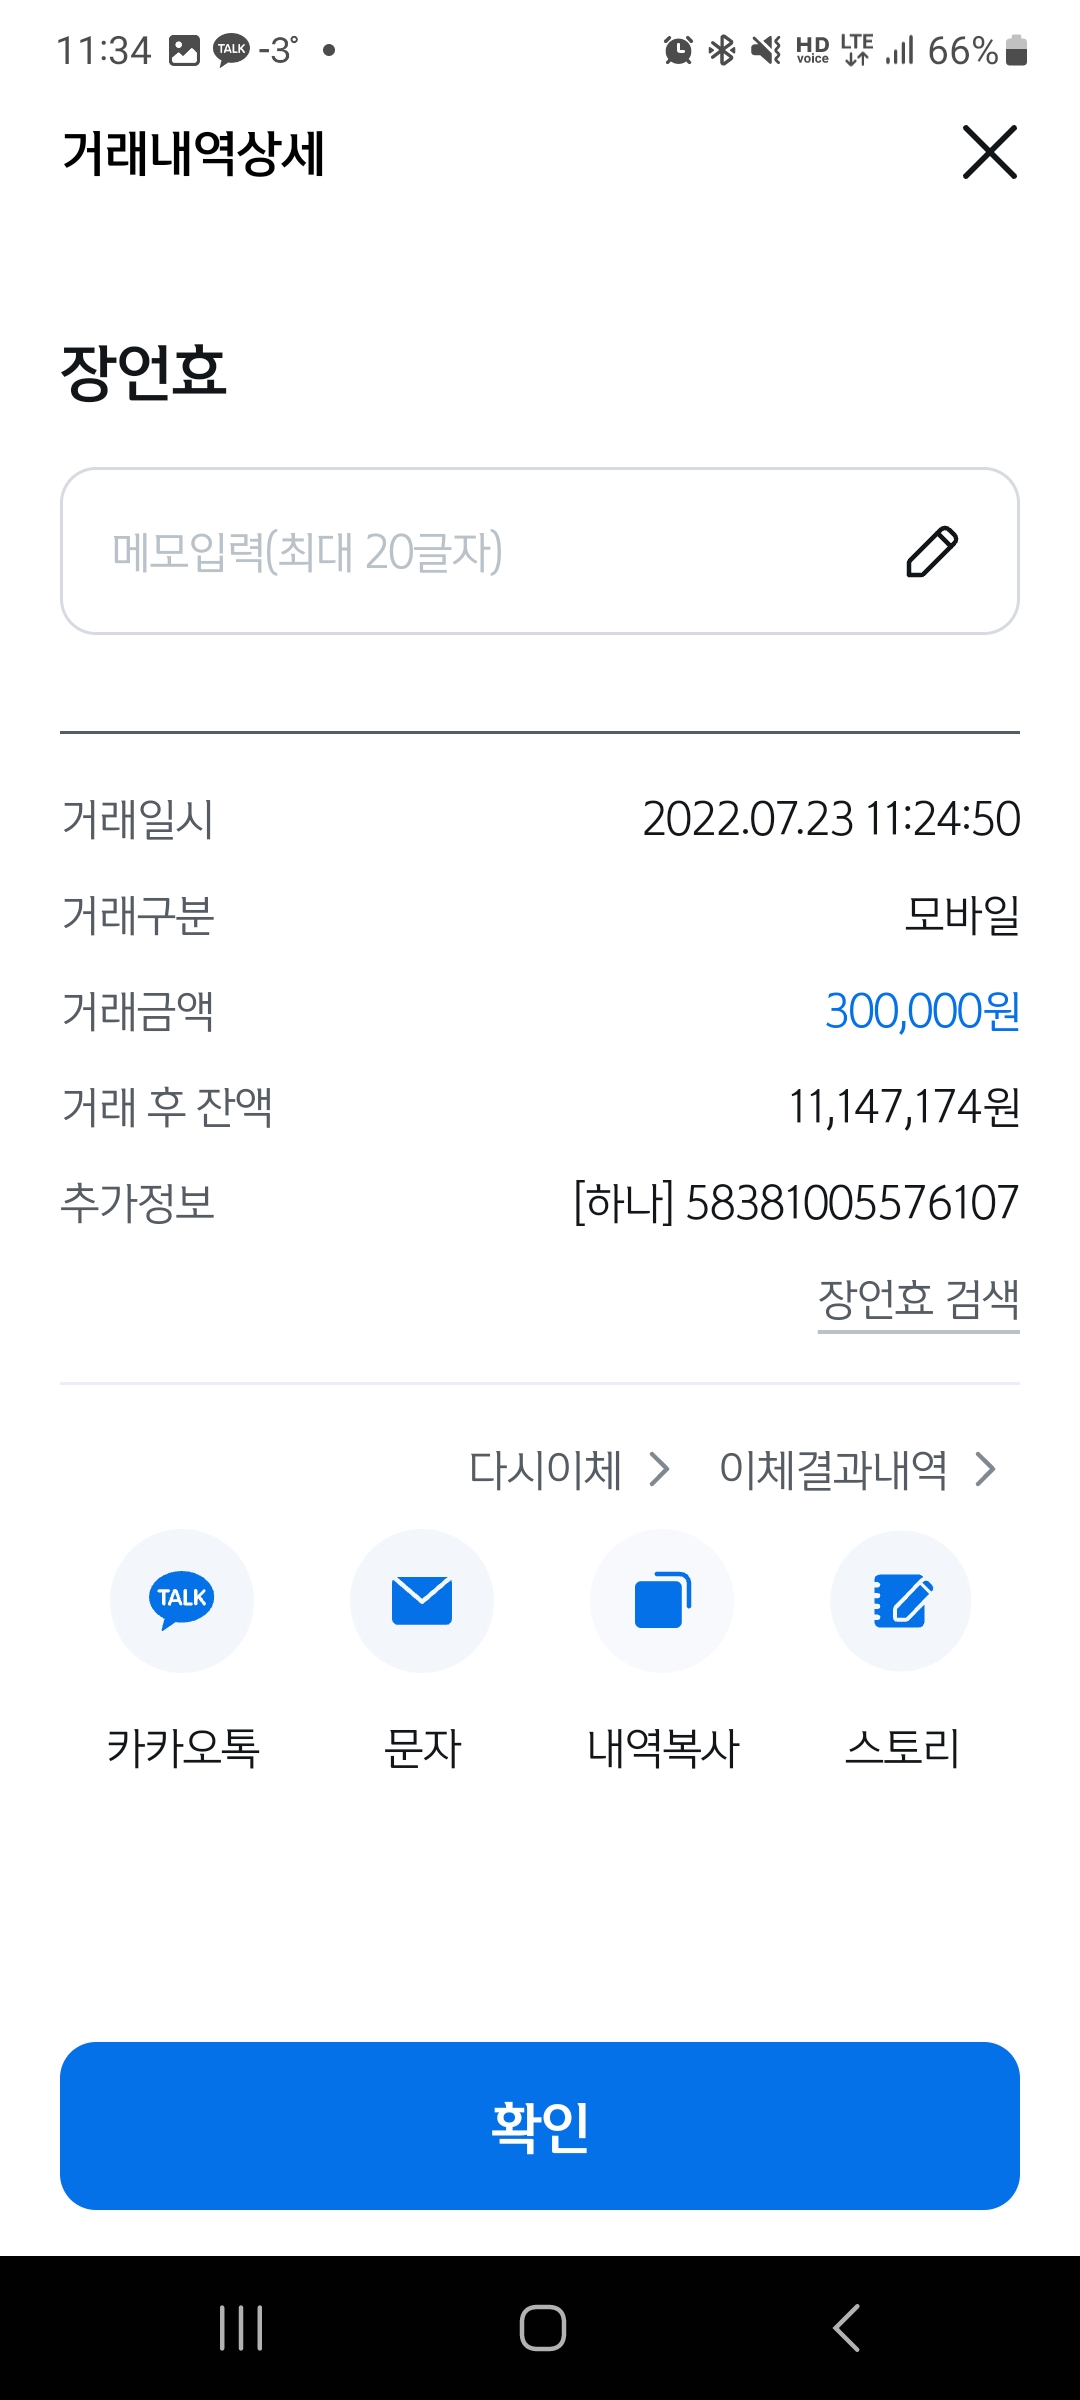 11:34 TALK -3° HD voice LTE 66%
거래내역상세
장언효
메모입력(최대 20글자)
거래일시 2022.07.23 11:24:50
거래구분 모바일
거래금액 300,000원
거래 후 잔액 11,147,174원
추가정보 [하나] 58381005576107
장언효 검색
다시이체 이체결과내역
TALK
카카오톡 문자 내역복사 스토리
확인